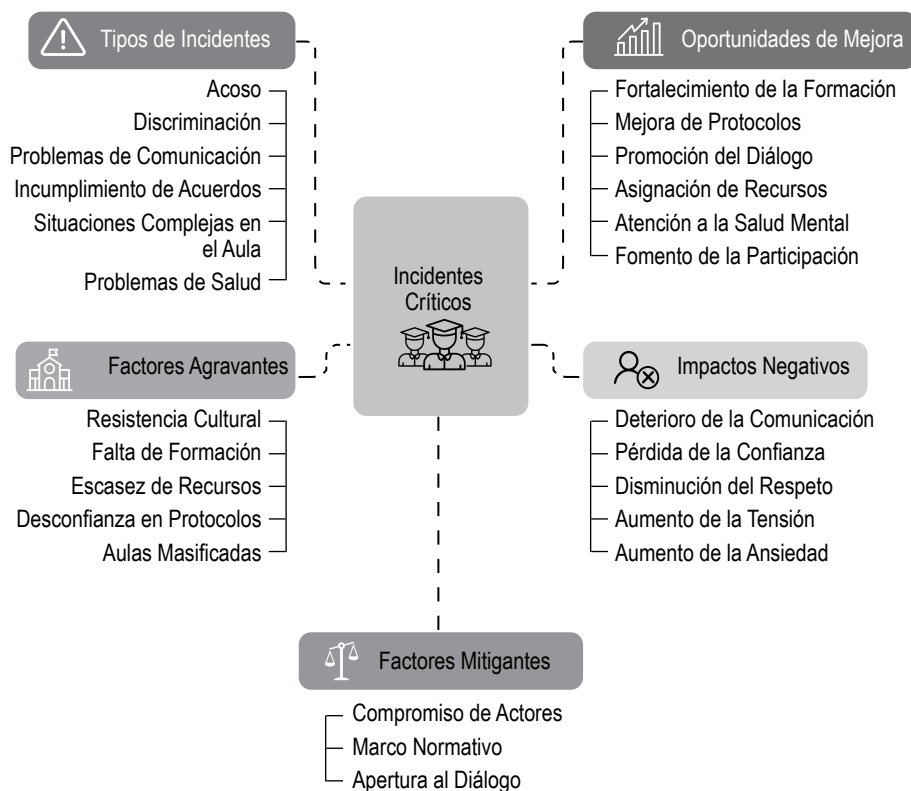 Tipos de Incidentes
Acoso
Discriminación
Problemas de Comunicación
Incumplimiento de Acuerdos
Situaciones Complejas en
el Aula
Problemas de Salud
Oportunidades de Mejora
Fortalecimiento de la Formación
Mejora de Protocolos
Promoción del Diálogo
Asignación de Recursos
Atención a la Salud Mental
Fomento de la Participación
Incidentes
Críticos
Factores Agravantes
Resistencia Cultural
Falta de Formación
Escasez de Recursos
Desconfianza en Protocolos
Aulas Masificadas
Impactos Negativos
Deterioro de la Comunicación
Pérdida de la Confianza
Disminución del Respeto
Aumento de la Tensión
Aumento de la Ansiedad
Factores Mitigantes
Compromiso de Actores
Marco Normativo
Apertura al Diálogo